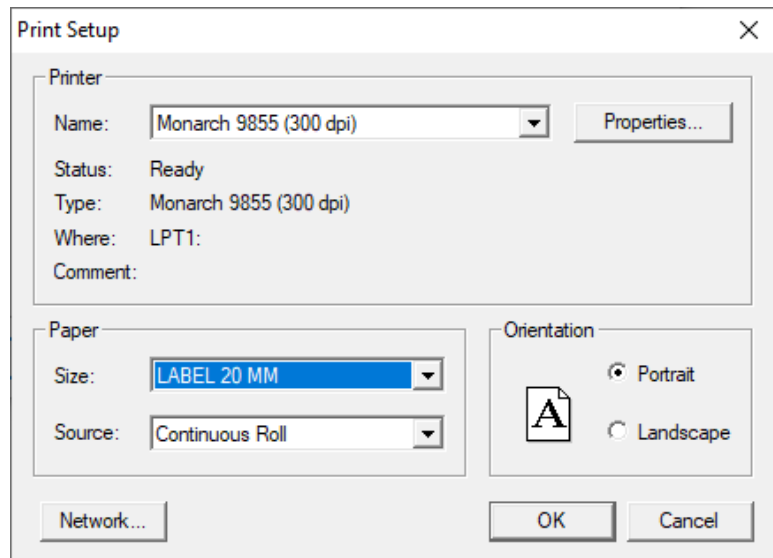 Print Setup
Printer
Name: Monarch 9855 (300 dpi) Properties...
Status: Ready
Type: Monarch 9855 (300 dpi)
Where: LPT1:
Comment:
Paper
Size: LABEL 20 MM
Source: Continuous Roll
Orientation
A
Portrait
Landscape
Network...
OK
Cancel